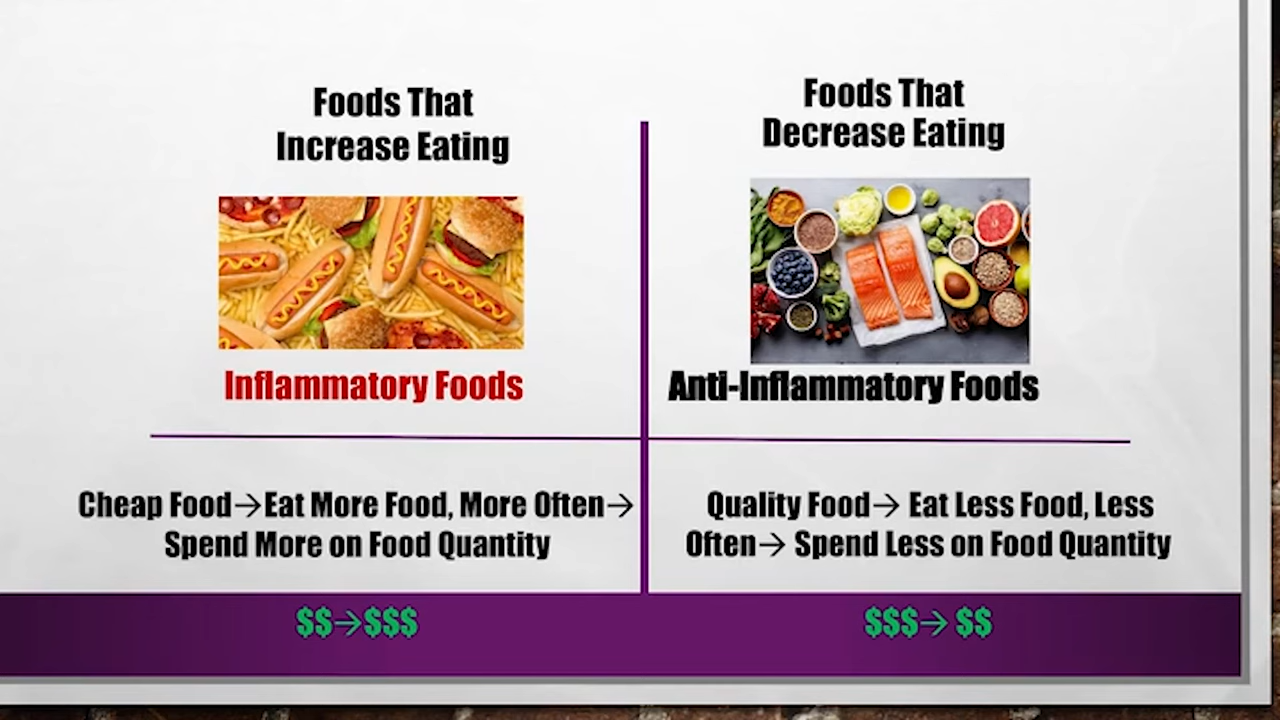 Foods That
Increase Eating
Inflammatory Foods
Cheap Food→Eat More Food, More Often→
Spend More on Food Quantity
$$→$$$
Foods That
Decrease Eating
Anti-Inflammatory Foods
Quality Food→ Eat Less Food, Less
Often→ Spend Less on Food Quantity
$$$→ $$